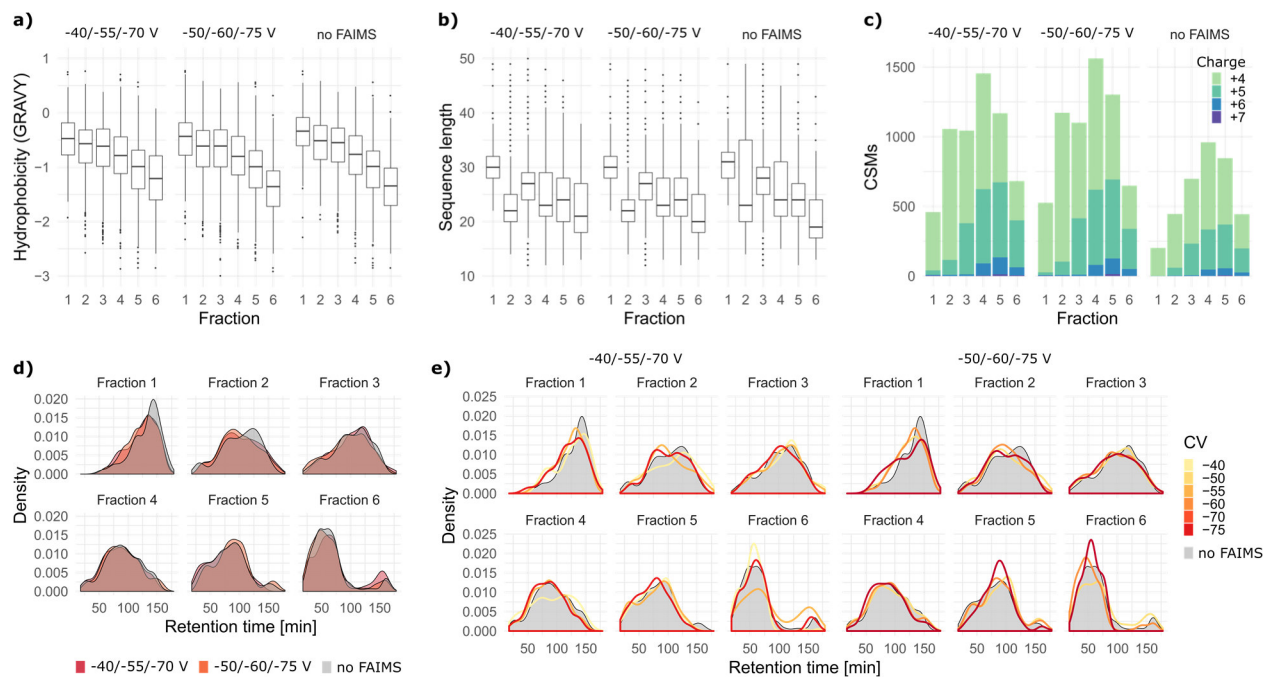 a)
-40/-55/-70 V -50/-60/-75 V no FAIMS
Hydrophobicity (GRAVY)
1
0
−1
−2
−3
1 2 3 4 5 6 1 2 3 4 5 6 1 2 3 4 5 6
Fraction
b)
-40/-55/-70 V -50/-60/-75 V no FAIMS
Sequence length
50
40
30
20
10
1 2 3 4 5 6 1 2 3 4 5 6 1 2 3 4 5 6
Fraction
c)
-40/-55/-70 V -50/-60/-75 V no FAIMS
CSMs
1500
1000
500
0
Charge
+4
+5
+6
+7
1 2 3 4 5 6 1 2 3 4 5 6 1 2 3 4 5 6
Fraction
d)
Fraction 1 Fraction 2 Fraction 3
0.020
0.015
0.010
0.005
0.000
Density
Fraction 4 Fraction 5 Fraction 6
0.020
0.015
0.010
0.005
0.000
50 100 150 50 100 150 50 100 150
Retention time [min]
-40/-55/-70 V -50/-60/-75 V no FAIMS
e)
-40/-55/-70 V -50/-60/-75 V
Fraction 1 Fraction 2 Fraction 3 Fraction 1 Fraction 2 Fraction 3
0.025
0.020
0.015
0.010
0.005
0.000
Density
Fraction 4 Fraction 5 Fraction 6 Fraction 4 Fraction 5 Fraction 6
0.025
0.020
0.015
0.010
0.005
0.000
50 100 150 50 100 150 50 100 150 50 100 150 50 100 150 50 100 150
Retention time [min]
CV
−40
−50
−55
−60
−70
−75
no FAIMS